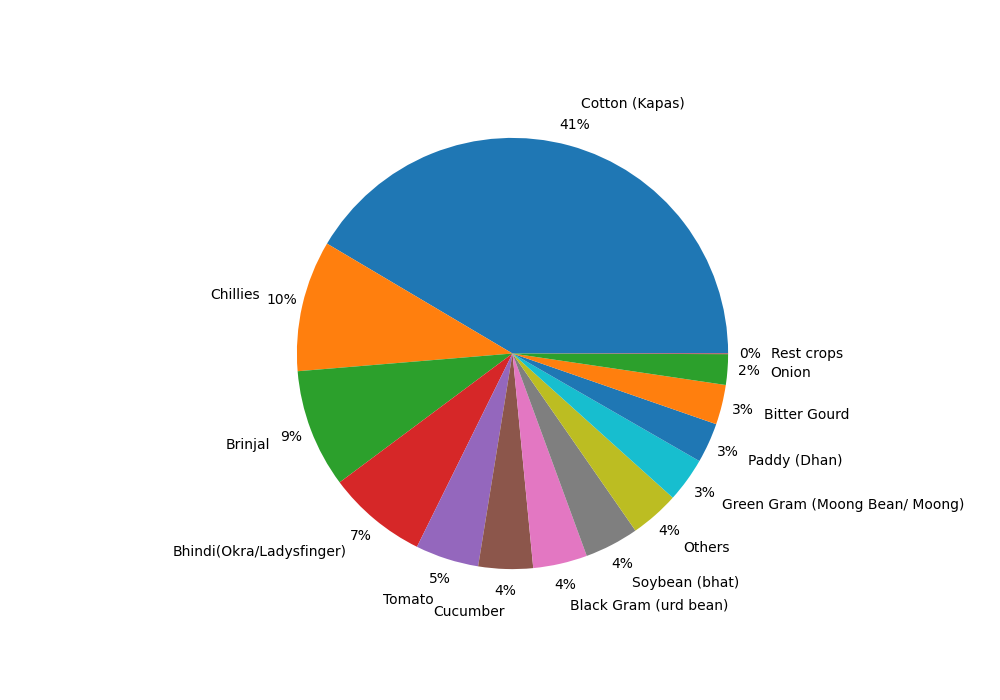 Cotton (Kapas)
41%
Chillies 10%
Brinjal 9%
Bhindi(Okra/Ladysfinger) 7%
Tomato 5%
Cucumber 4%
Black Gram (urd bean) 4%
Soybean (bhat) 4%
Others 4%
Green Gram (Moong Bean/ Moong) 3%
Paddy (Dhan) 3%
Bitter Gourd 3%
Onion 2%
Rest crops 0%